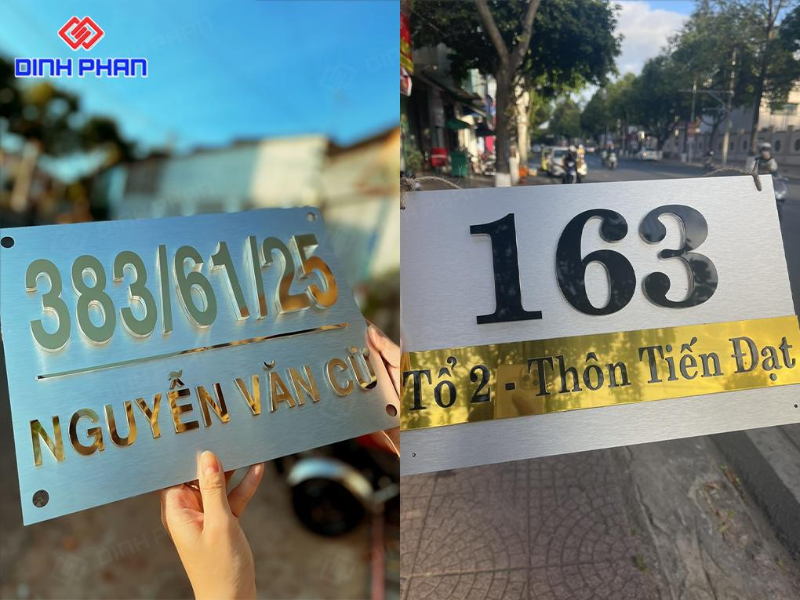 DINH PHAN
383/61/25
NGUYỄN VĂN CỪ
163
Tổ 2 - Thôn Tiến Đạt